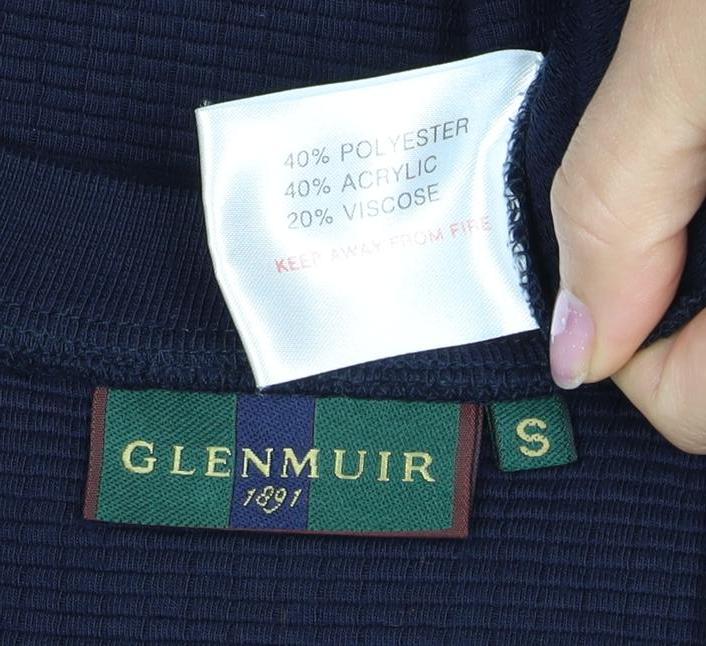 40% POLYESTER
40% ACRYLIC
20% VISCOSE
KEEP AWAY FROM FIRE
GLENMUIR
1891
S